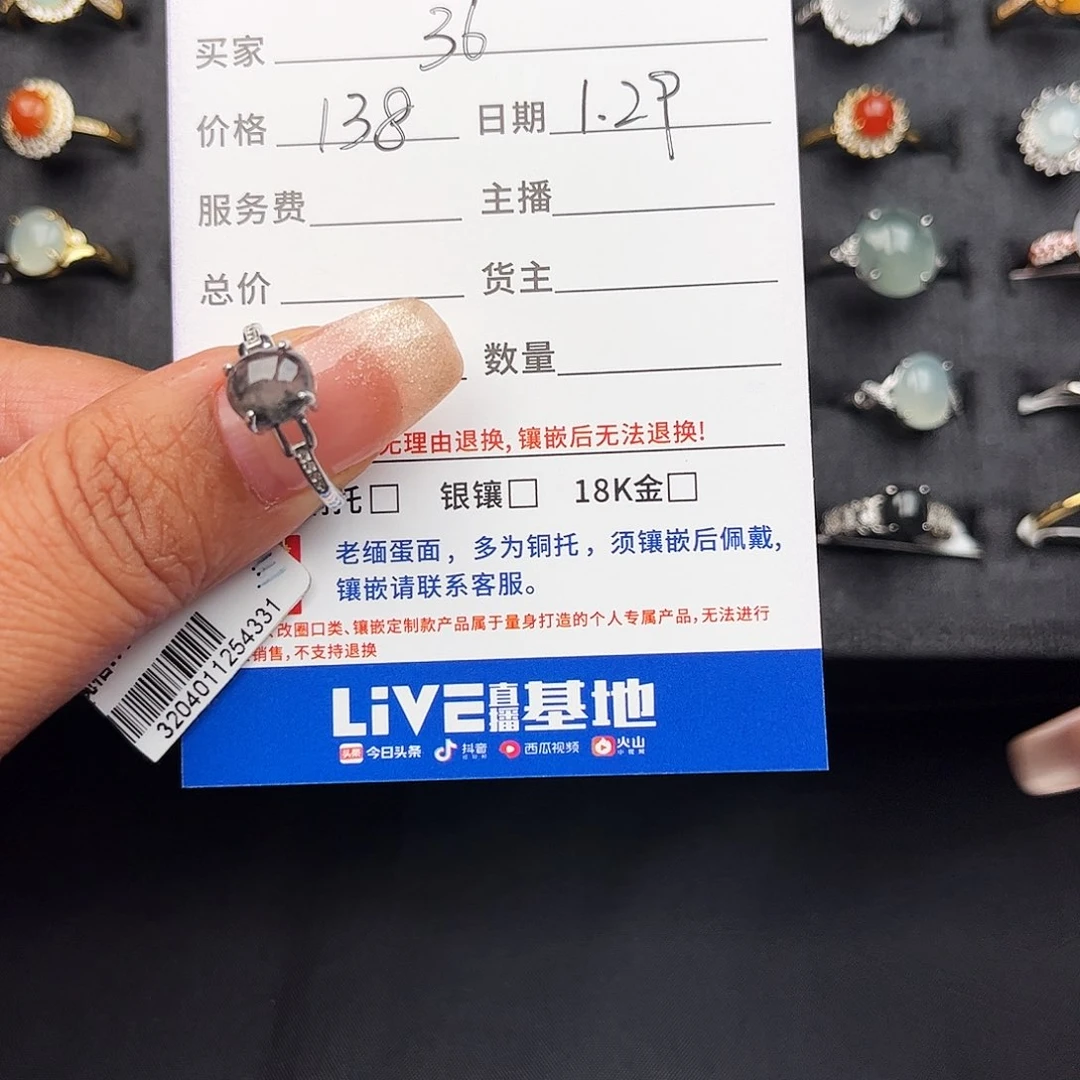 买家 36
价格 138 日期 1.29
服务费 主播
总价 货主
数量
无理由退换,镶嵌后无法退换!
托□ 银镶□ 18K金□
老缅蛋面，多为铜托，须镶嵌后佩戴,
镶嵌请联系客服。
改圈口类、镶嵌定制款产品属于量身打造的个人专属产品,无法进行
销售,不支持退换
LiVE直播基地
头条 今日头条 抖音 西瓜视频 火山
3204011254331